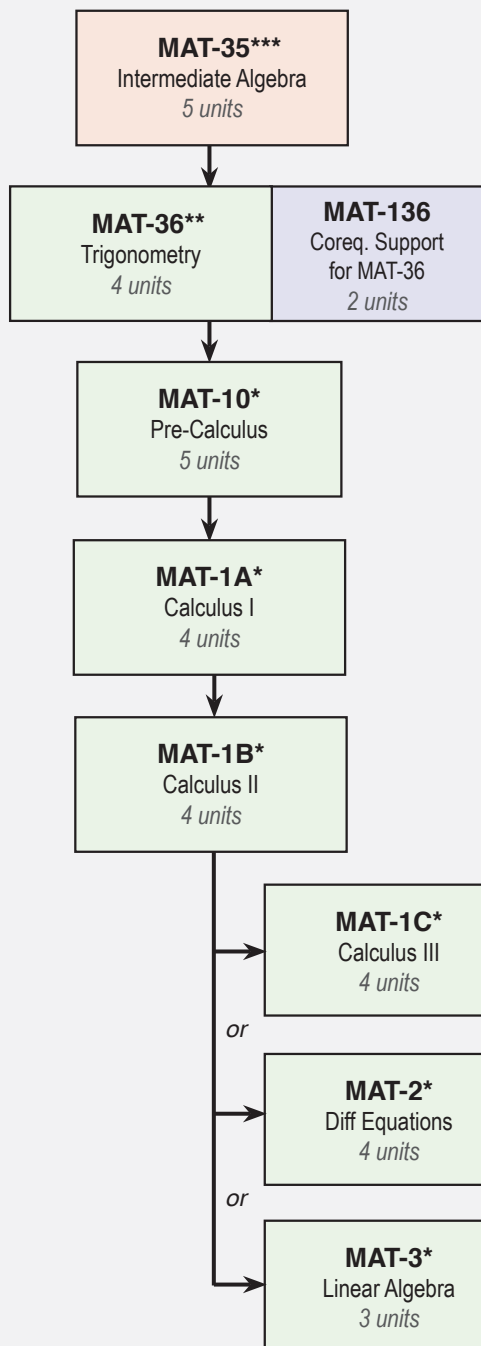 MAT-35***
Intermediate Algebra
5 units
MAT-36**
Trigonometry
4 units
MAT-136
Coreq. Support
for MAT-36
2 units
MAT-10*
Pre-Calculus
5 units
MAT-1A*
Calculus I
4 units
MAT-1B*
Calculus II
4 units
MAT-1C*
Calculus III
4 units
or
MAT-2*
Diff Equations
4 units
or
MAT-3*
Linear Algebra
3 units